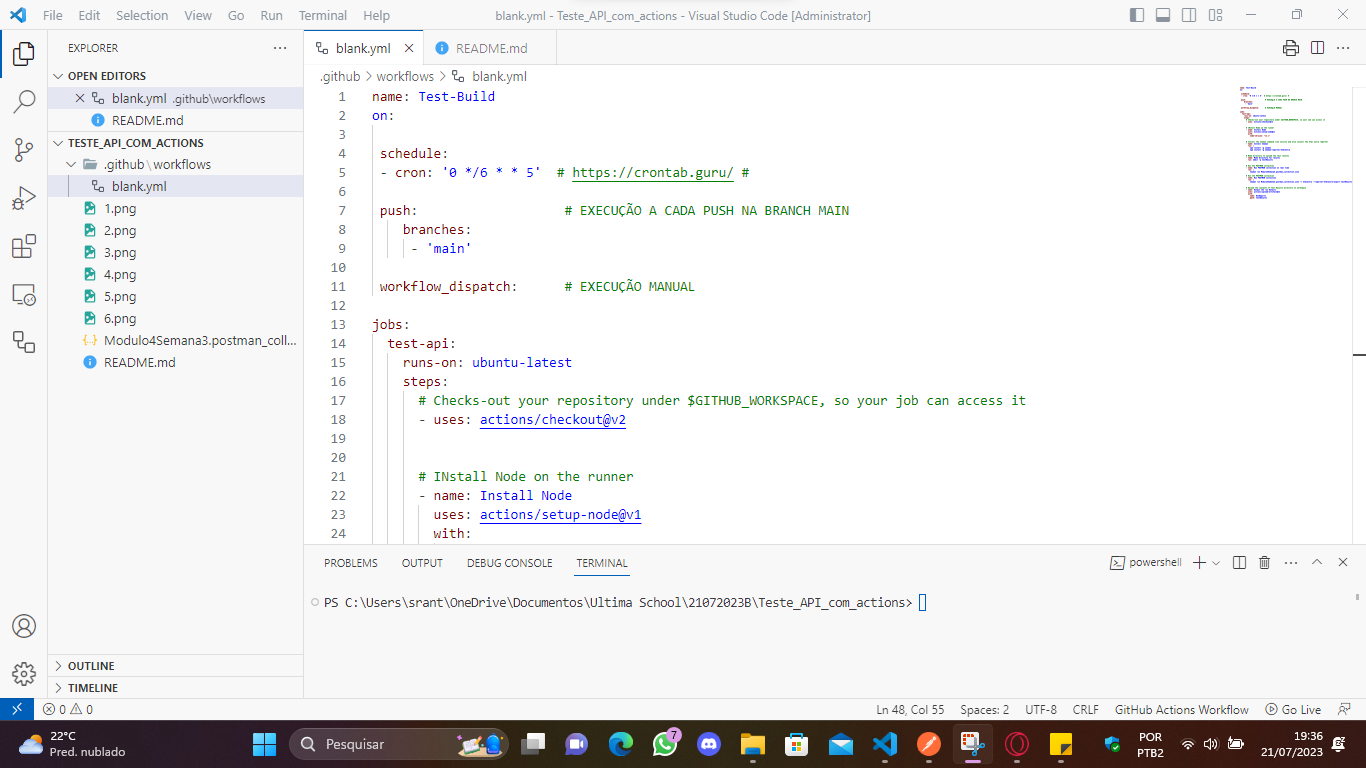 File Edit Selection View Go Run Terminal Help
blank.yml - Teste_API_com_actions - Visual Studio Code [Administrator]
EXPLORER
OPEN EDITORS
blank.yml .github\workflows
README.md
TESTE_API_COM_ACTIONS
.github \ workflows
blank.yml
1.png
2.png
3.png
4.png
5.png
6.png
Modulo4Semana3.postman_coll...
README.md
OUTLINE
TIMELINE
blank.yml
README.md
.github > workflows > blank.yml
1 name: Test-Build
2 on:
3
4 schedule:
5 - cron: '0 */6 * * 5' # https://crontab.guru/ #
6
7 push: # EXECUÇÃO A CADA PUSH NA BRANCH MAIN
8 branches:
9 - 'main'
10
11 workflow_dispatch: # EXECUÇÃO MANUAL
12
13 jobs:
14 test-api:
15 runs-on: ubuntu-latest
16 steps:
17 # Checks-out your repository under $GITHUB_WORKSPACE, so your job can access it
18 - uses: actions/checkout@v2
19
20
21 # INstall Node on the runner
22 - name: Install Node
23 uses: actions/setup-node@v1
24 with:
PROBLEMS OUTPUT DEBUG CONSOLE TERMINAL
powershell
PS C:\Users\srant\OneDrive\Documentos\Ultima School\21072023B\Teste_API_com_actions>
0 0
Ln 48, Col 55 Spaces: 2 UTF-8 CRLF GitHub Actions Workflow Go Live
22°C
Pred. nublado
Pesquisar
7
POR
PTB2
19:36
21/07/2023